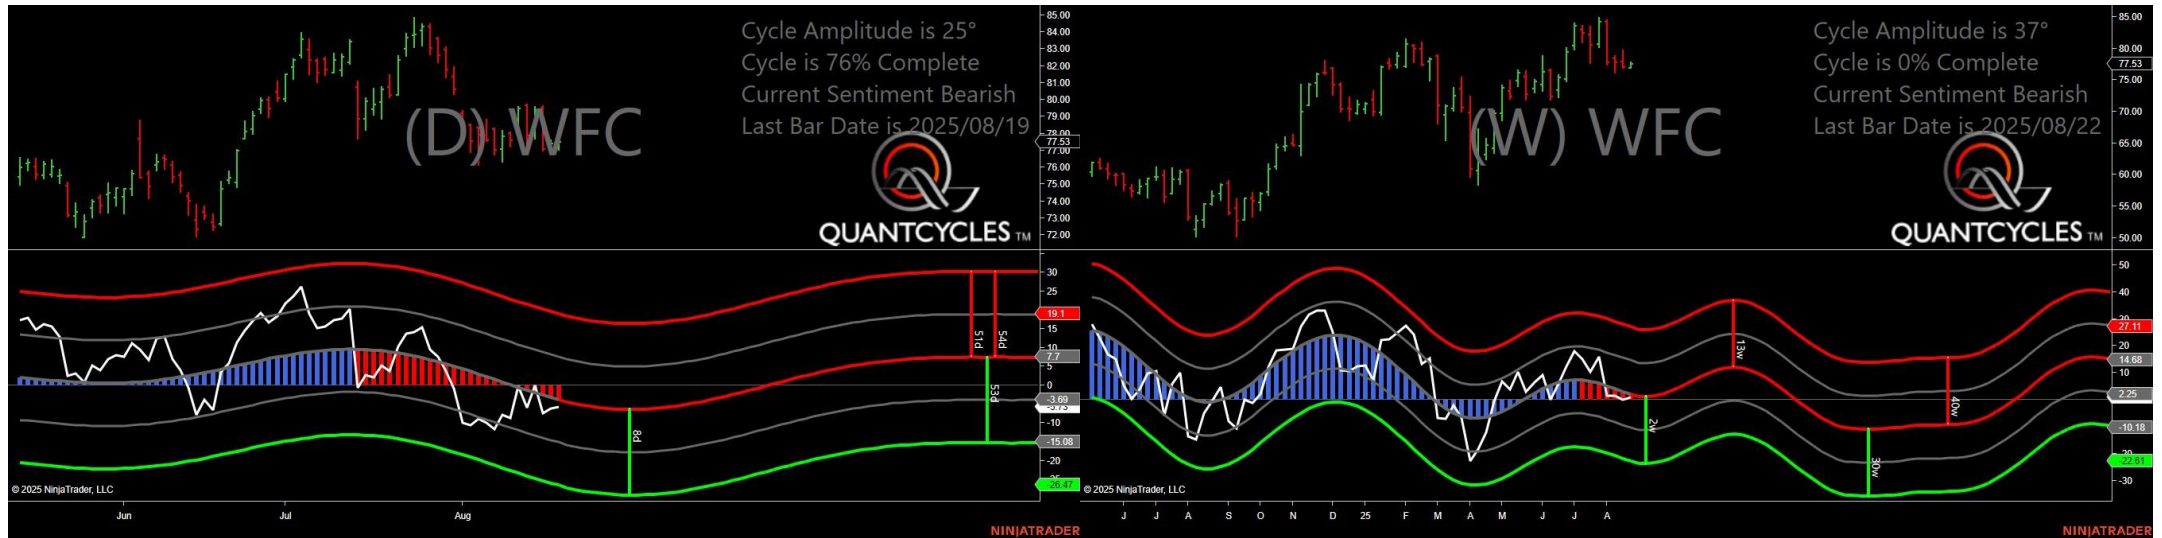 Cycle Amplitude is 25°
Cycle is 76% Complete
Current Sentiment Bearish
Last Bar Date is 2025/08/19
(D) WFC
QUANTCYCLES TM
85.00
84.00
83.00
82.00
81.00
80.00
79.00
78.00
77.53
77.00
76.00
75.00
74.00
73.00
72.00
30
25
19.1
15
10
7.7
5
0
-3.69
-5.73
-10
-15.08
-20
-26.47
8d
51d
54d
53d
© 2025 NinjaTrader, LLC
Jun Jul Aug
NINJATRADER
Cycle Amplitude is 37°
Cycle is 0% Complete
Current Sentiment Bearish
Last Bar Date is 2025/08/22
(W) WFC
QUANTCYCLES TM
85.00
80.00
77.53
75.00
70.00
65.00
60.00
55.00
50.00
50
40
27.11
20
14.68
10
2.25
-10.18
-22.61
-30
2w
13w
30w
40w
© 2025 NinjaTrader, LLC
J J A S O N D 25 F M A M J J A
NINJATRADER